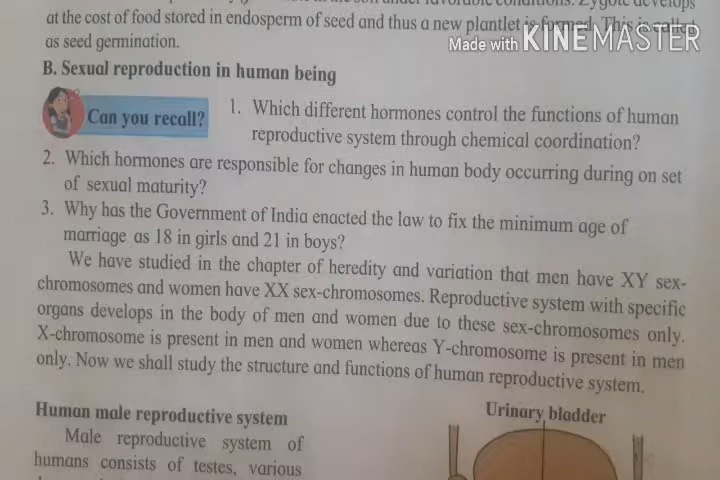 at the cost of food stored in endosperm of seed and thus a new plantlet is formed. This is called
as seed germination.
Made with KINEMASTER
B. Sexual reproduction in human being
Can you recall?
1. Which different hormones control the functions of human
reproductive system through chemical coordination?
2. Which hormones are responsible for changes in human body occurring during on set
of sexual maturity?
3. Why has the Government of India enacted the law to fix the minimum age of
marriage as 18 in girls and 21 in boys?
We have studied in the chapter of heredity and variation that men have XY sex-
chromosomes and women have XX sex-chromosomes. Reproductive system with specific
organs develops in the body of men and women due to these sex-chromosomes only.
X-chromosome is present in men and women whereas Y-chromosome is present in men
only. Now we shall study the structure and functions of human reproductive system.
Human male reproductive system
Male reproductive system of
humans consists of testes, various
Urinary bladder